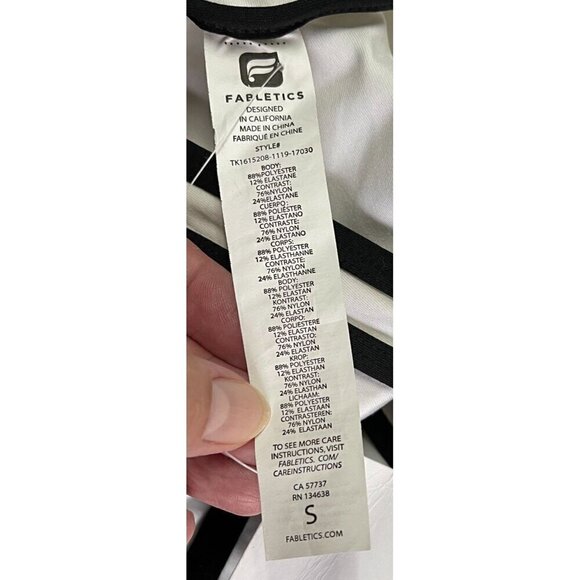 FABLETICS
DESIGNED
IN CALIFORNIA
MADE IN CHINA
FABRIQUÉ EN CHINE
STYLE#
TK1615208-1119-17030
BODY:
88%POLYESTER
12% ELASTANE
CONTRAST:
76%NYLON
24%ELASTANE
CUERPO:
88% POLIÉSTER
12% ELASTANO
CONTRASTE:
76% NYLON
24% ELASTANO
CORPS:
88% POLYESTER
12% ELASTHANNE
CONTRASTE:
76% NYLON
24% ELASTHANNE
BODY:
88% POLYESTER
12% ELASTAN
KONTRAST:
76% NYLON
24% ELASTAN
CORPO:
88% POLIESTERE
12% ELASTAN
CONTRASTO:
76% NYLON
24% ELASTAN
KROP:
88% POLYESTER
12% ELASTHAN
KONTRAST:
76% NYLON
24% ELASTHAN
LICHAAM:
88% POLYESTER
12% ELASTAAN
CONTRASTEREN:
76% NYLON
24% ELASTAAN
TO SEE MORE CARE
INSTRUCTIONS, VISIT
FABLETICS. COM/
CAREINSTRUCTIONS
CA 57737
RN 134638
S
FABLETICS.COM